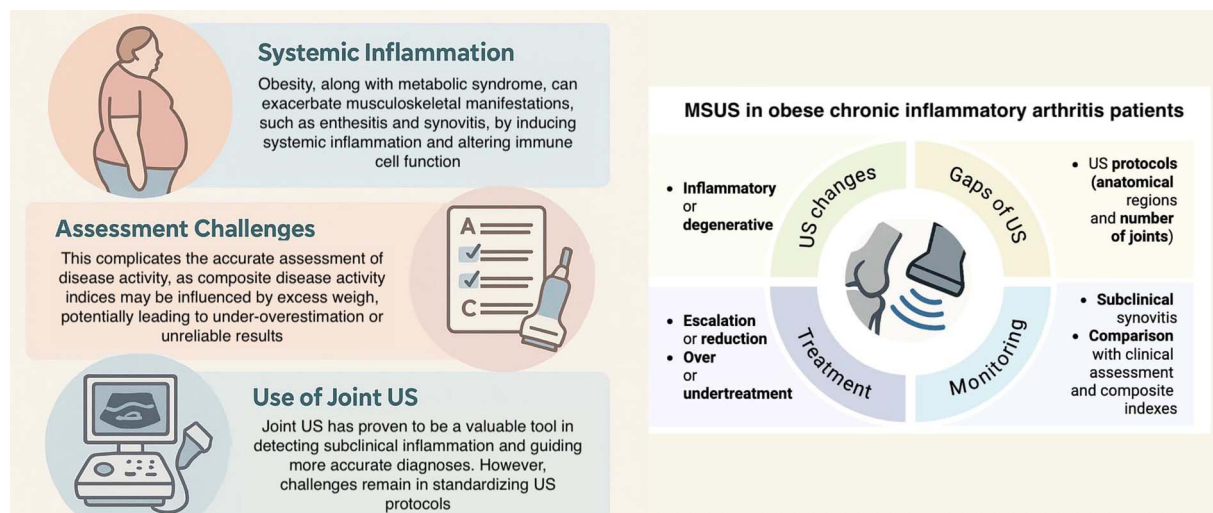 Systemic Inflammation
Obesity, along with metabolic syndrome, can
exacerbate musculoskeletal manifestations,
such as enthesitis and synovitis, by inducing
systemic inflammation and altering immune
cell function
Assessment Challenges
This complicates the accurate assessment of
disease activity, as composite disease activity
indices may be influenced by excess weigh,
potentially leading to under-overestimation or
unreliable results
A
C
Use of Joint US
Joint US has proven to be a valuable tool in
detecting subclinical inflammation and guiding
more accurate diagnoses. However,
challenges remain in standardizing US
protocols
MSUS in obese chronic inflammatory arthritis patients
US changes
• Inflammatory
or
degenerative
Gaps of US
• US protocols
(anatomical
regions
and number
of joints)
Treatment
• Escalation
or reduction
• Over
or
undertreatment
Monitoring
• Subclinical
synovitis
• Comparison
with clinical
assessment
and composite
indexes